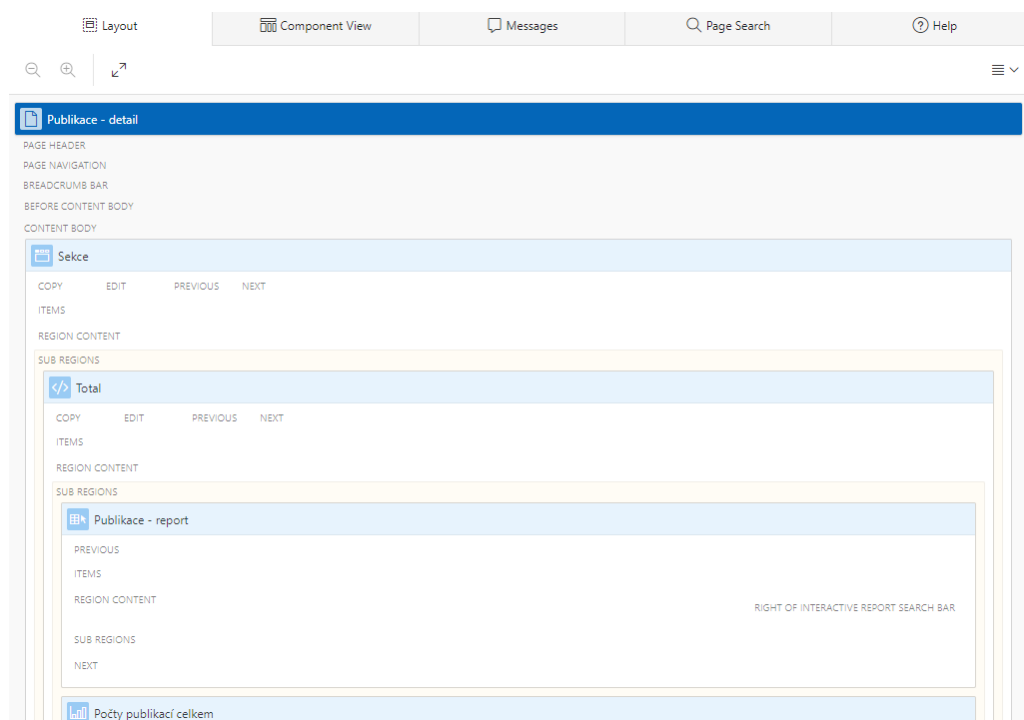 Layout Component View Messages Page Search Help
Publikace - detail
PAGE HEADER
PAGE NAVIGATION
BREADCRUMB BAR
BEFORE CONTENT BODY
CONTENT BODY
Sekce
COPY EDIT PREVIOUS NEXT
ITEMS
REGION CONTENT
SUB REGIONS
Total
COPY EDIT PREVIOUS NEXT
ITEMS
REGION CONTENT
SUB REGIONS
Publikace - report
PREVIOUS
ITEMS
REGION CONTENT
RIGHT OF INTERACTIVE REPORT SEARCH BAR
SUB REGIONS
NEXT
Počty publikací celkem